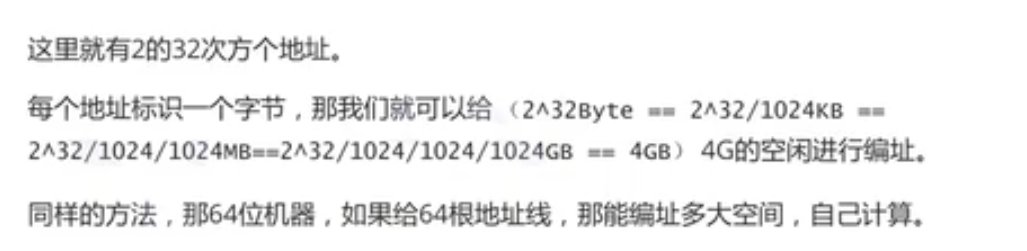 这里就有2的32次方个地址。
每个地址标识一个字节，那我们就可以给 （2^32Byte == 2^32/1024KB ==
2^32/1024/1024MB==2^32/1024/1024/1024GB == 4GB） 4G的空闲进行编址。
同样的方法，那64位机器，如果给64根地址线，那能编址多大空间，自己计算。